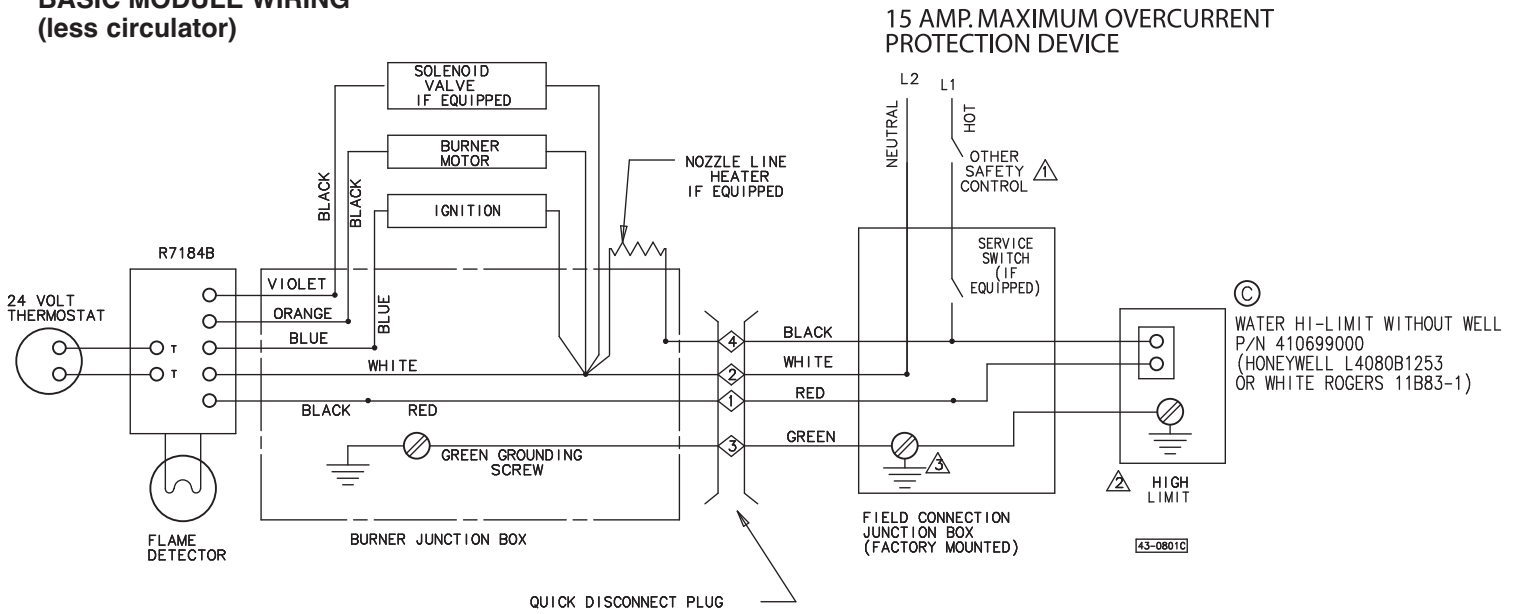 BASIC MODULE WIRING
(less circulator)
15 AMP. MAXIMUM OVERCURRENT
PROTECTION DEVICE
L2
L1
NEUTRAL
HOT
OTHER
SAFETY
CONTROL
1
SOLENOID
VALVE
IF EQUIPPED
BURNER
MOTOR
IGNITION
BLACK
BLACK
BLUE
NOZZLE LINE
HEATER
IF EQUIPPED
SERVICE
SWITCH
(IF
EQUIPPED)
R7184B
24 VOLT
THERMOSTAT
T
T
VIOLET
ORANGE
BLUE
WHITE
BLACK
RED
GREEN GROUNDING
SCREW
4
2
1
3
BLACK
WHITE
RED
GREEN
3
C
WATER HI-LIMIT WITHOUT WELL
P/N 410699000
(HONEYWELL L4080B1253
OR WHITE ROGERS 11B83-1)
2
HIGH
LIMIT
FLAME
DETECTOR
BURNER JUNCTION BOX
FIELD CONNECTION
JUNCTION BOX
(FACTORY MOUNTED)
43-0801C
QUICK DISCONNECT PLUG